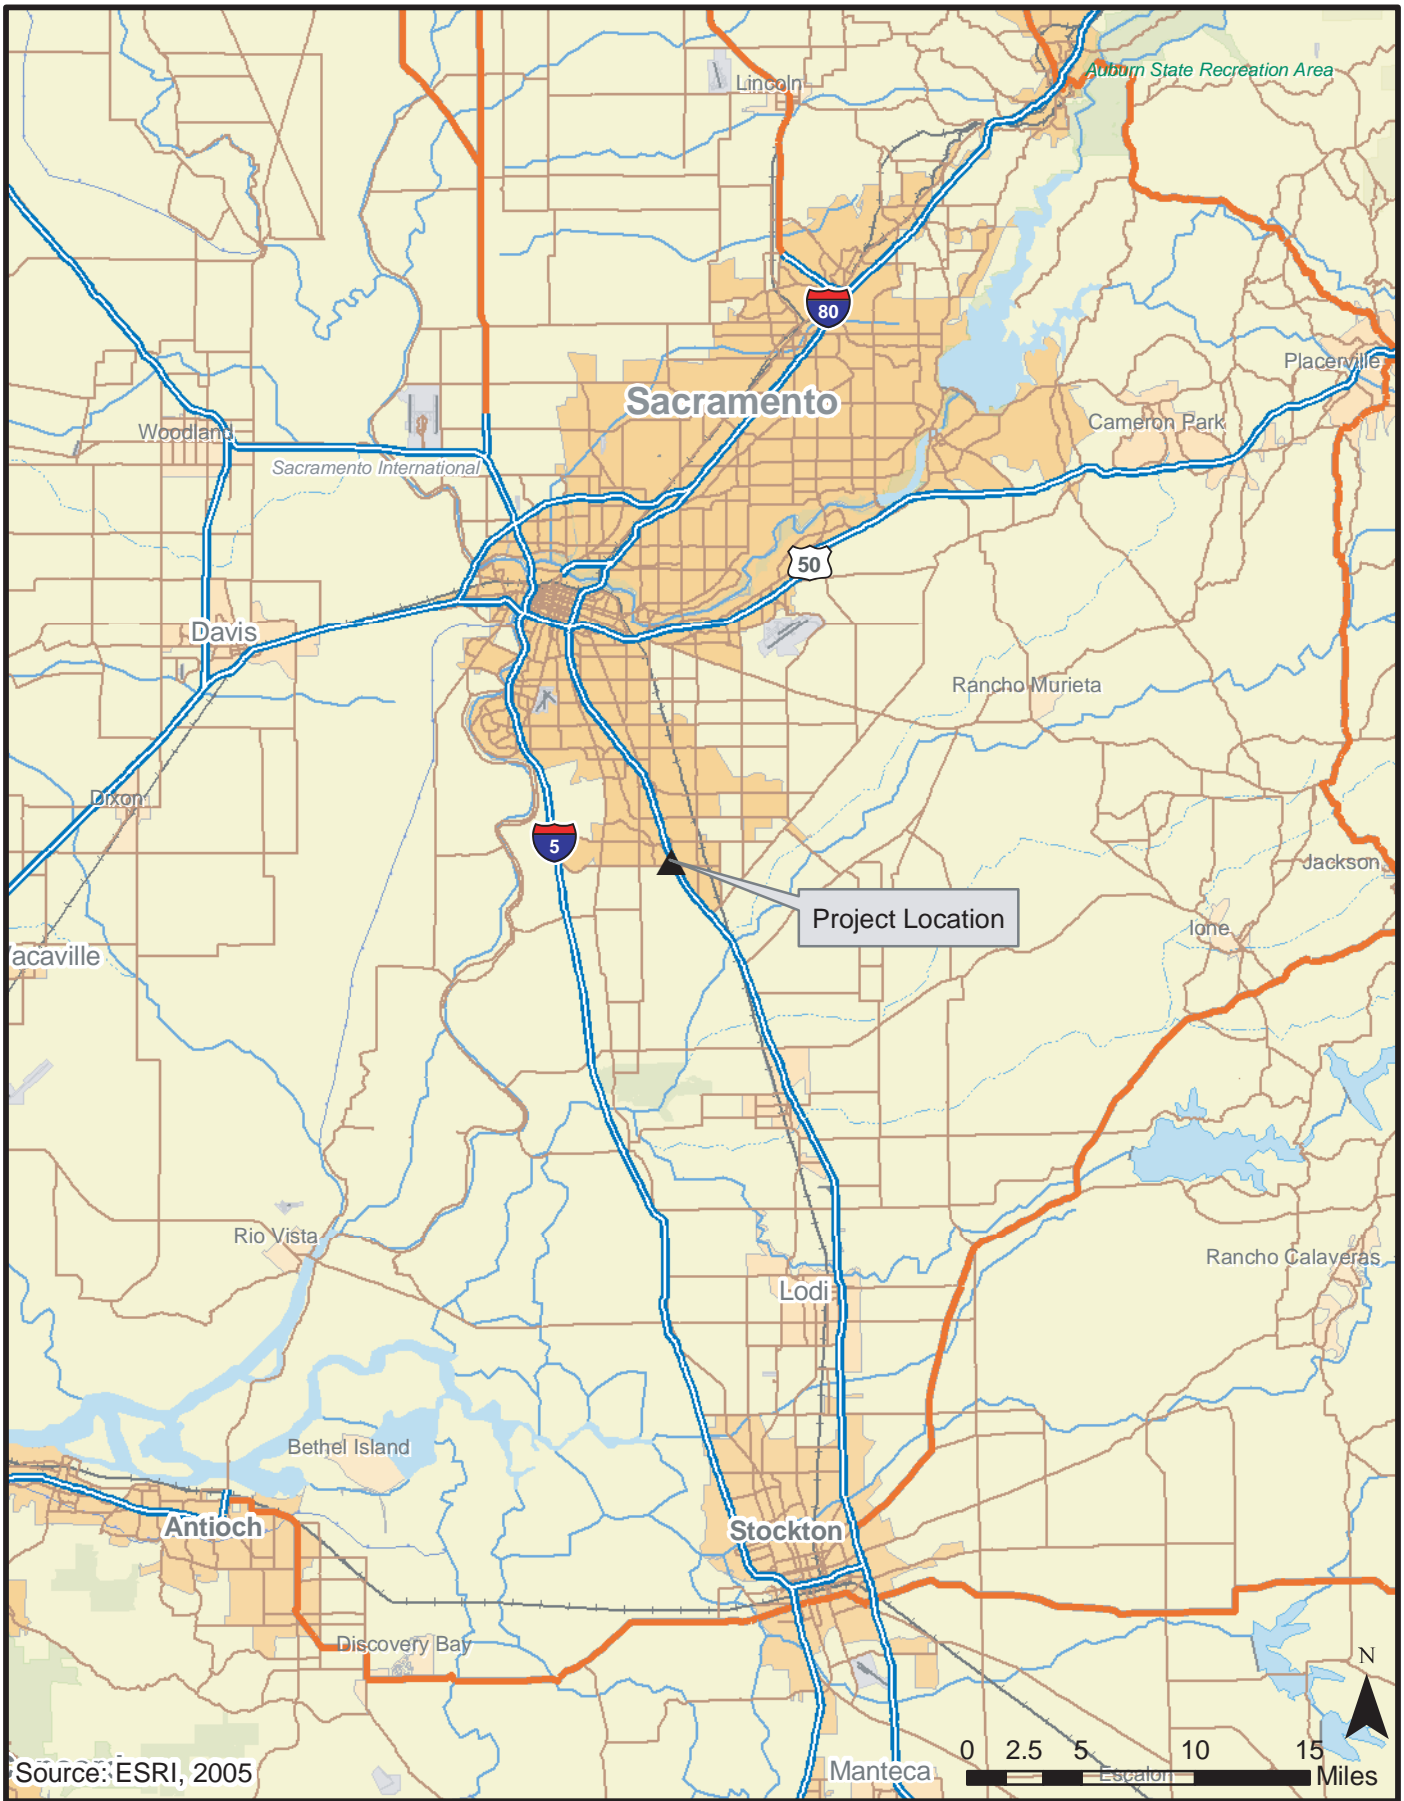 Auburn State Recreation Area
Lincoln
80
Placerville
Sacramento
Cameron Park
Woodland
Sacramento International
50
Davis
Rancho Murieta
Dixon
5
Jackson
Project Location
Ione
acaville
Rio Vista
Rancho Calaveras
Lodi
Bethel Island
Antioch
Stockton
Discovery Bay
N
0 2.5 5 10 15
Miles
Manteca
Escalon
Source: ESRI, 2005